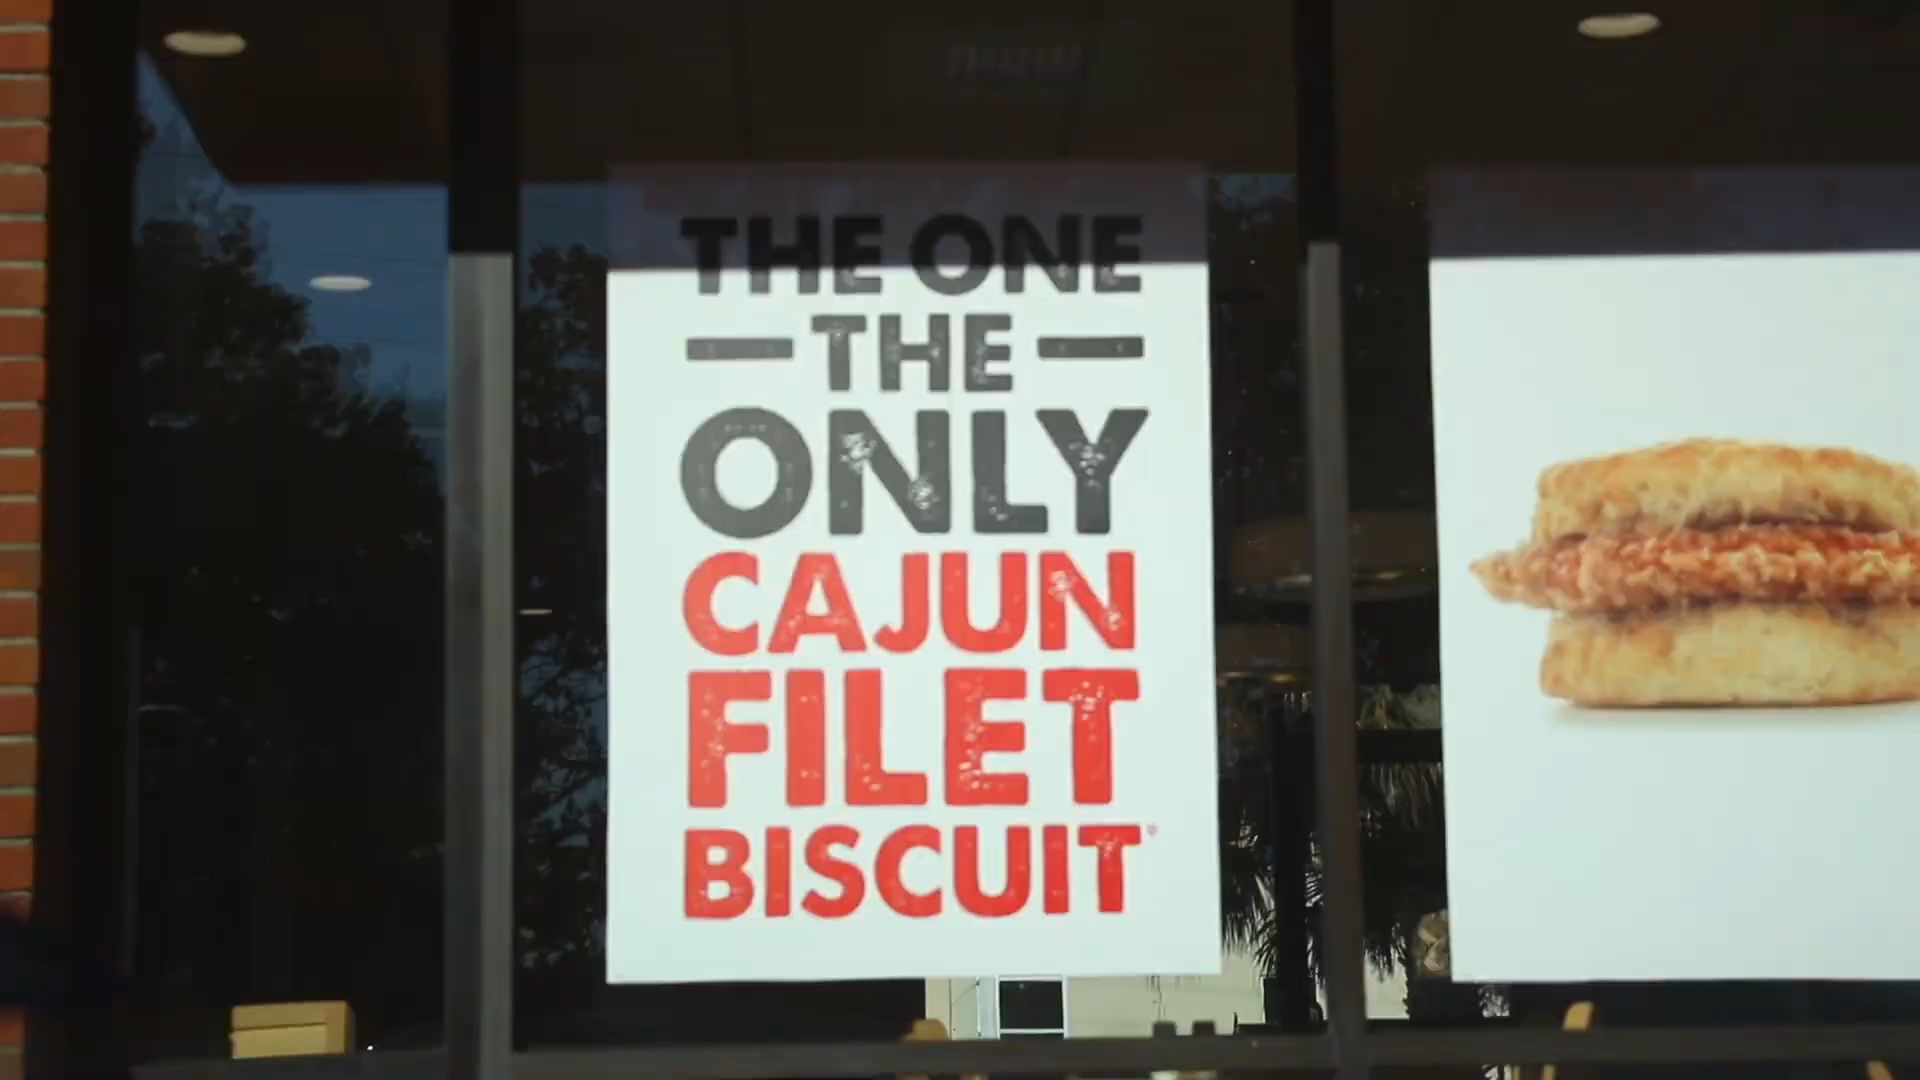 THE ONE
—THE—
ONLY
CAJUN
FILET
BISCUIT